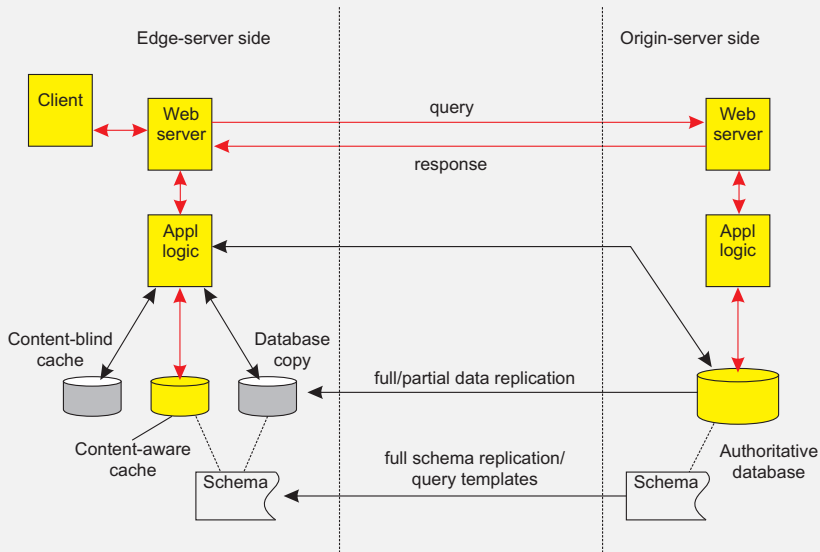 Edge-server side
Origin-server side
Client
Web
server
query
response
Web
server
Appl
logic
Appl
logic
Content-blind
cache
Database
copy
full/partial data replication
Content-aware
cache
Authoritative
database
full schema replication/
query templates
Schema
Schema